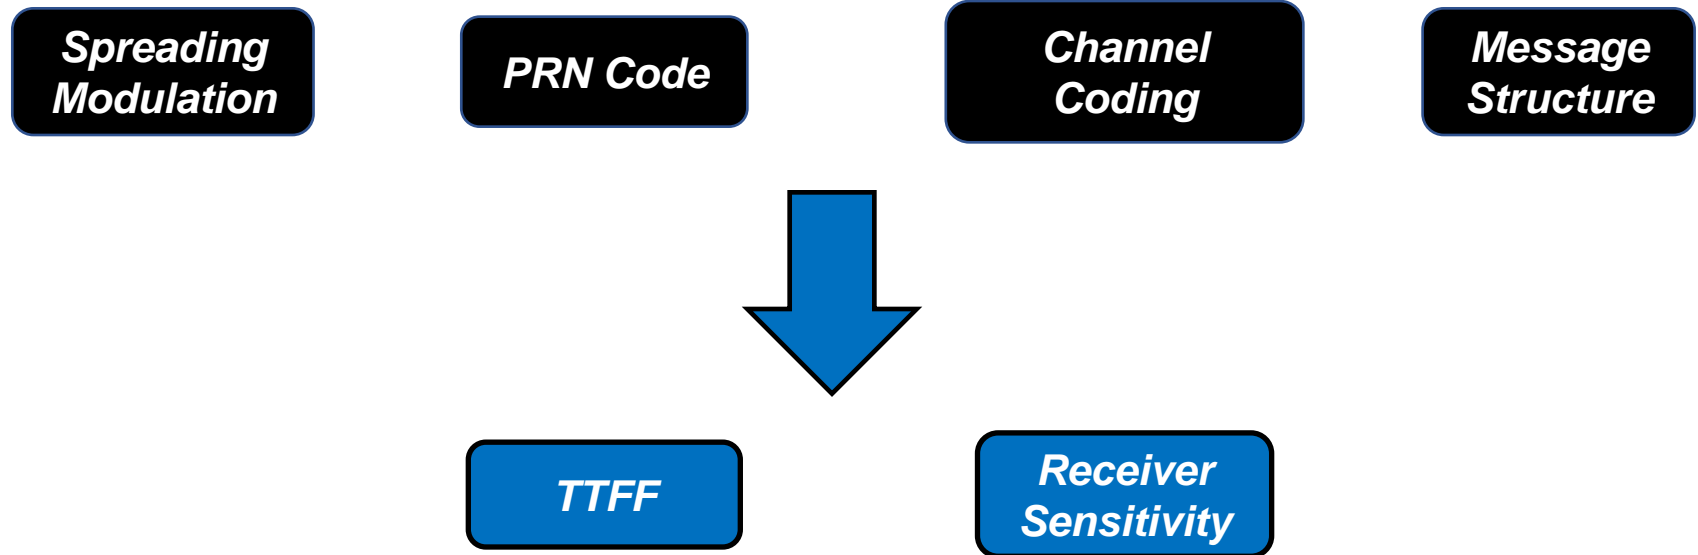 Spreading
Modulation
PRN Code
Channel
Coding
Message
Structure
TTFF
Receiver
Sensitivity